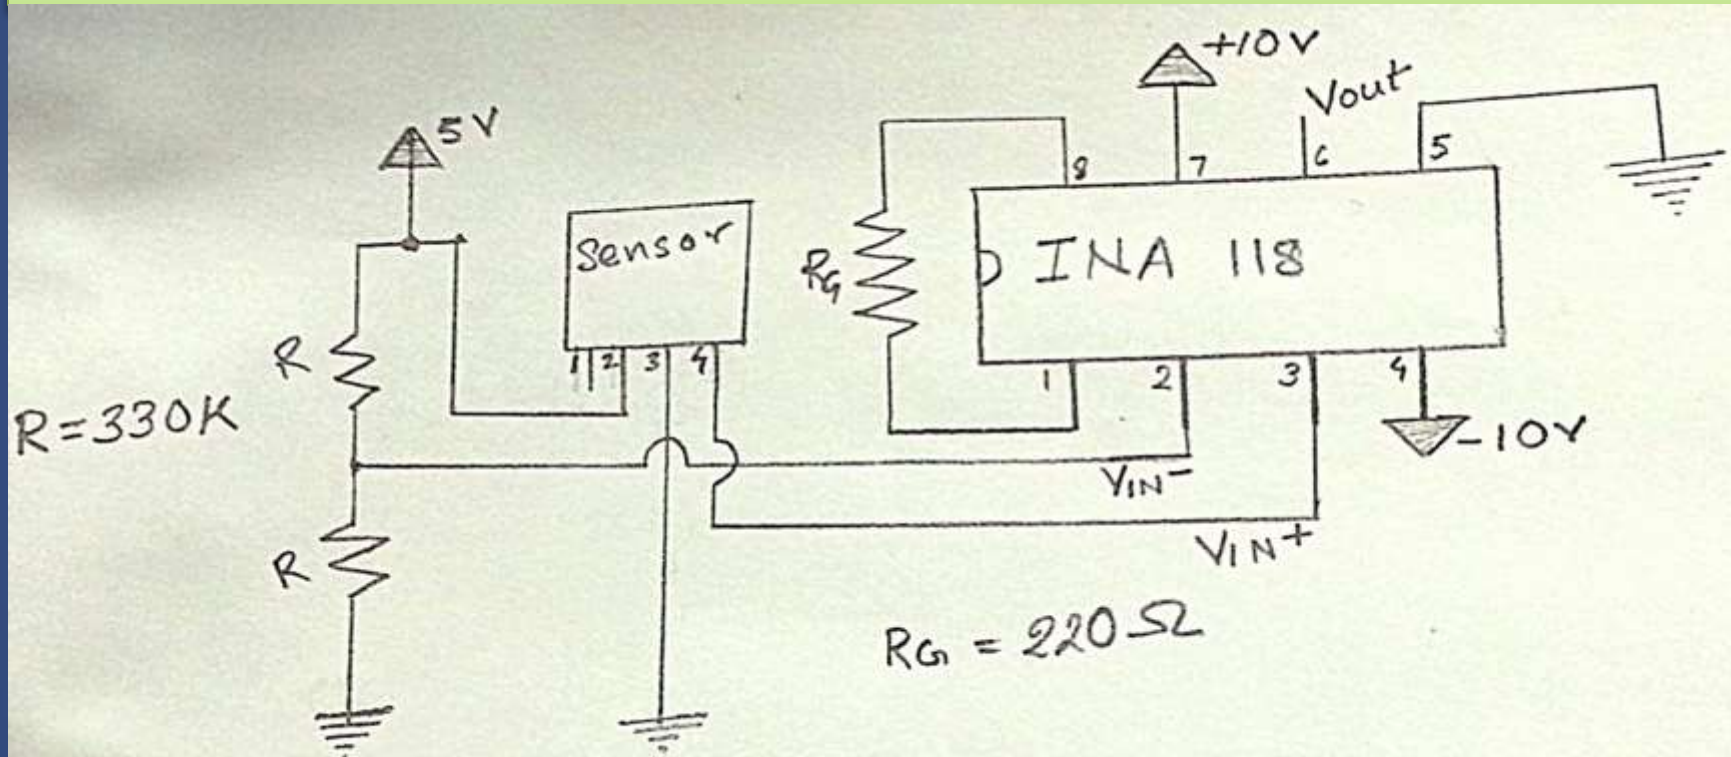 +10V
Vout
5V
8
7
6
5
Sensor
RG
INA 118
R
1
2
3
4
1
2
3
4
R=330K
-10V
VIN-
VIN+
R
RG = 220Ω